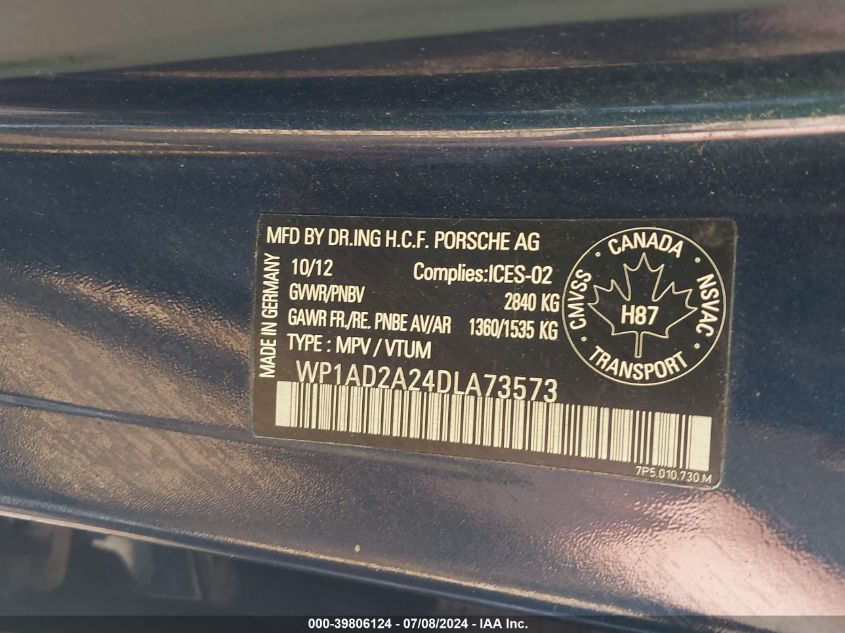 MFD BY DR.ING H.C.F. PORSCHE AG
MADE IN GERMANY
10/12 Complies:ICES-02
GVWR/PNBV 2840 KG
GAWR FR./RE. PNBE AV/AR 1360/1535 KG
TYPE : MPV / VTUM
WP1AD2A24DLA73573
CANADA
CMVSS NSVAC
H87
TRANSPORT
7P5.010.730.M
000-39806124 - 07/08/2024 - IAA Inc.